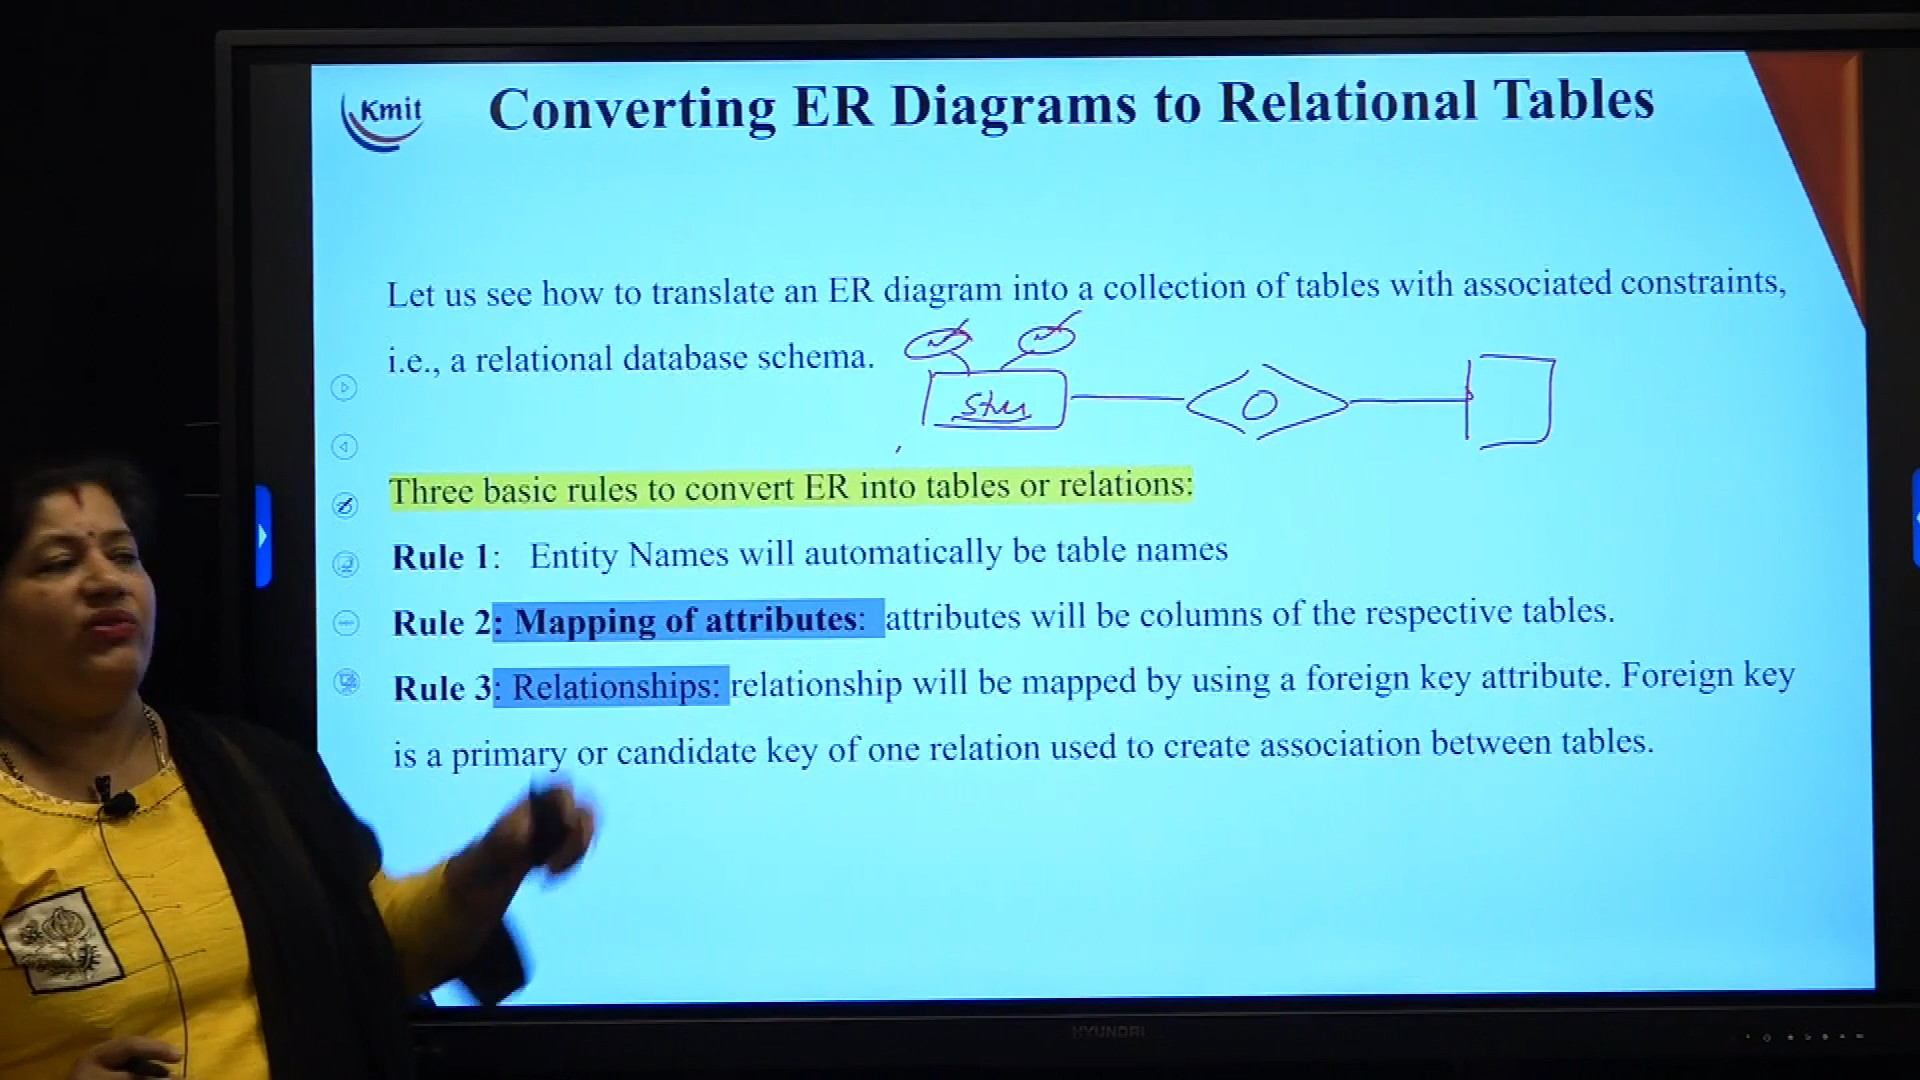 Kmit
Converting ER Diagrams to Relational Tables
Let us see how to translate an ER diagram into a collection of tables with associated constraints,
i.e., a relational database schema.
Stu
Three basic rules to convert ER into tables or relations:
Rule 1: Entity Names will automatically be table names
Rule 2: Mapping of attributes: attributes will be columns of the respective tables.
Rule 3: Relationships: relationship will be mapped by using a foreign key attribute. Foreign key
is a primary or candidate key of one relation used to create association between tables.
HYUNDAI